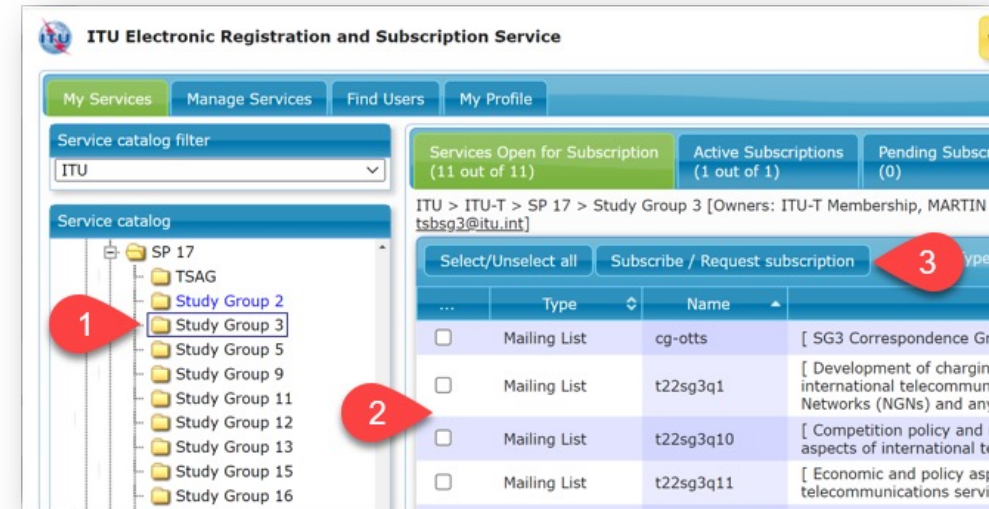 ITU Electronic Registration and Subscription Service
My Services
Manage Services
Find Users
My Profile
Service catalog filter
ITU
Service catalog
SP 17
TSAG
Study Group 2
Study Group 3
Study Group 5
Study Group 9
Study Group 11
Study Group 12
Study Group 13
Study Group 15
Study Group 16
1
Services Open for Subscription
(11 out of 11)
Active Subscriptions
(1 out of 1)
Pending Subscr
(0)
ITU > ITU-T > SP 17 > Study Group 3 [Owners: ITU-T Membership, MARTIN
tsbsg3@itu.int]
Select/Unselect all
Subscribe / Request subscription
3
ype
...
Type
Name
Mailing List
cg-otts
[ SG3 Correspondence Gr
2
Mailing List
t22sg3q1
[ Development of chargin
international telecommun
Networks (NGNs) and any
Mailing List
t22sg3q10
[ Competition policy and
aspects of international te
Mailing List
t22sg3q11
[ Economic and policy asp
telecommunications servi